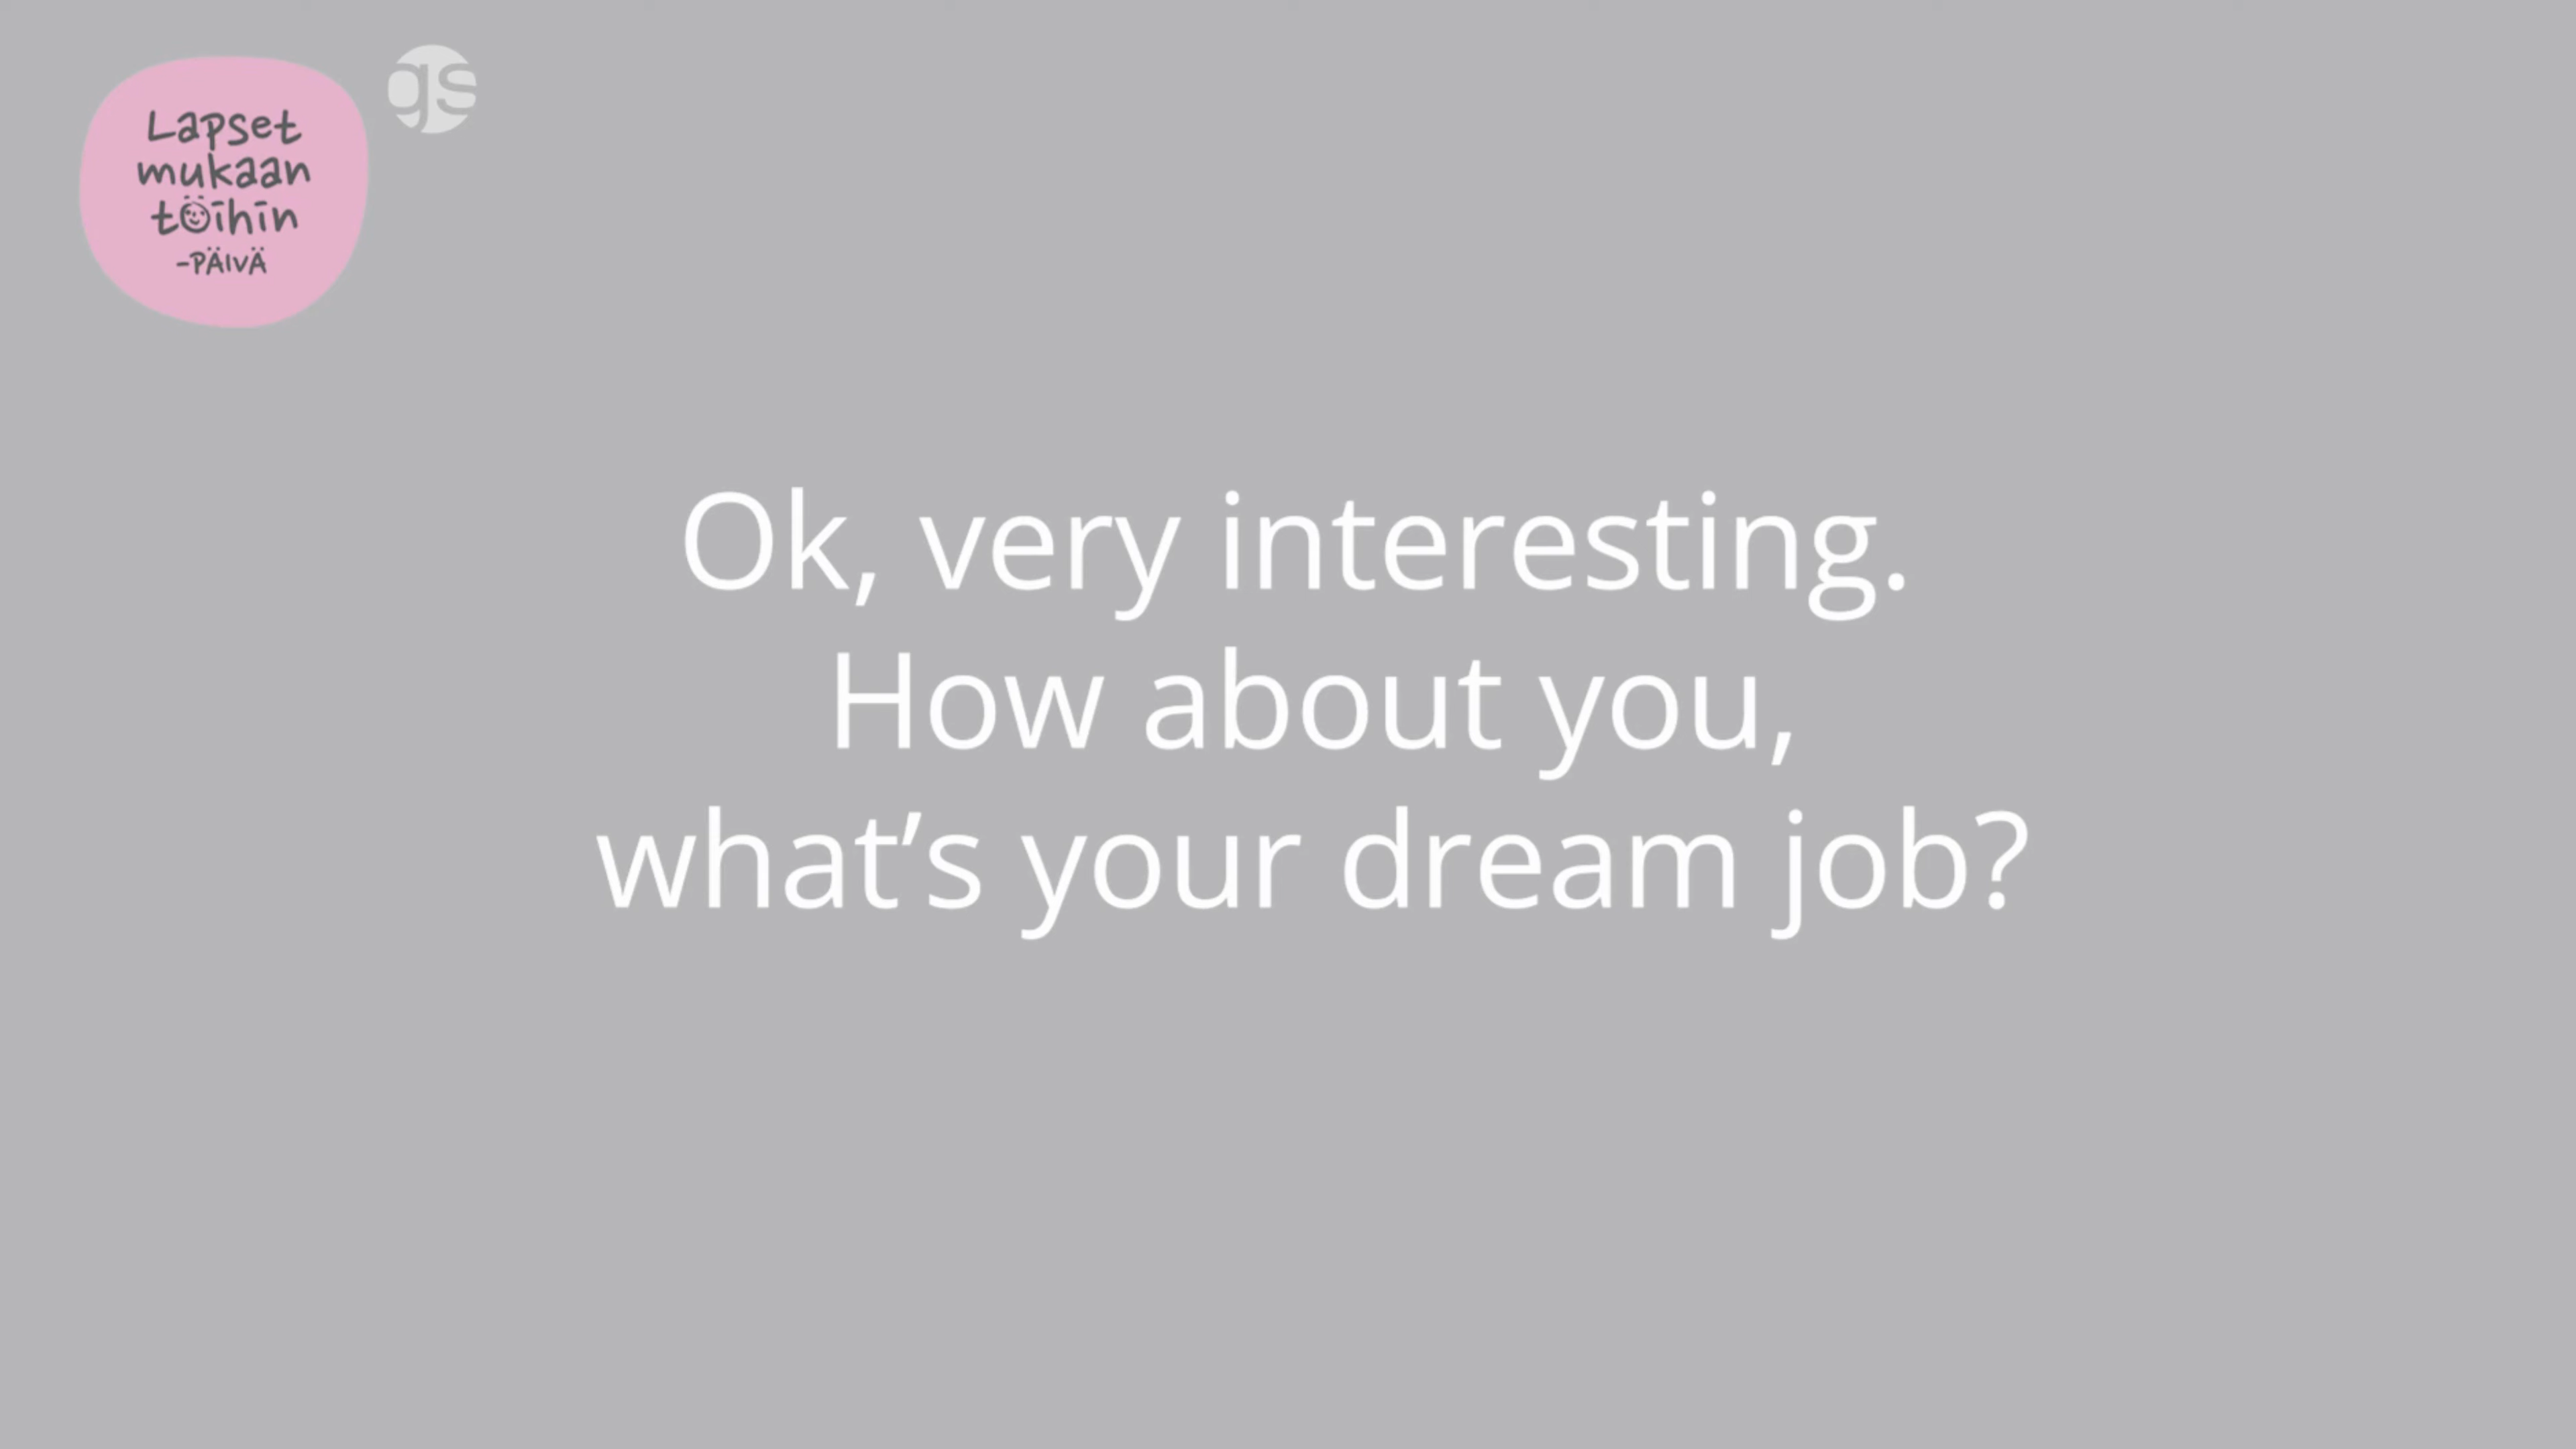 Lapset
mukaan
töihin
-PÄIVÄ
gs
Ok, very interesting.
How about you,
what’s your dream job?